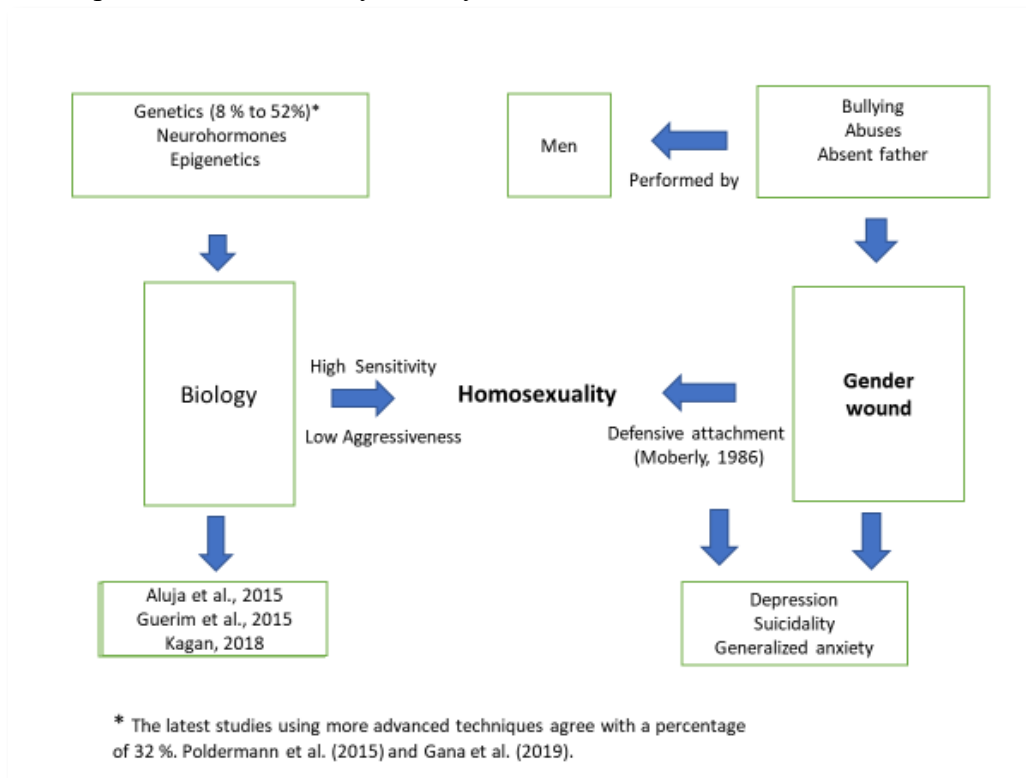 Genetics (8 % to 52%)*
Neurohormones
Epigenetics
Men
Performed by
Bullying
Abuses
Absent father
Biology
High Sensitivity
Low Aggressiveness
Homosexuality
Defensive attachment
(Moberly, 1986)
Gender
wound
Aluja et al., 2015
Guerim et al., 2015
Kagan, 2018
Depression
Suicidality
Generalized anxiety
* The latest studies using more advanced techniques agree with a percentage
of 32 %. Poldermann et al. (2015) and Gana et al. (2019).